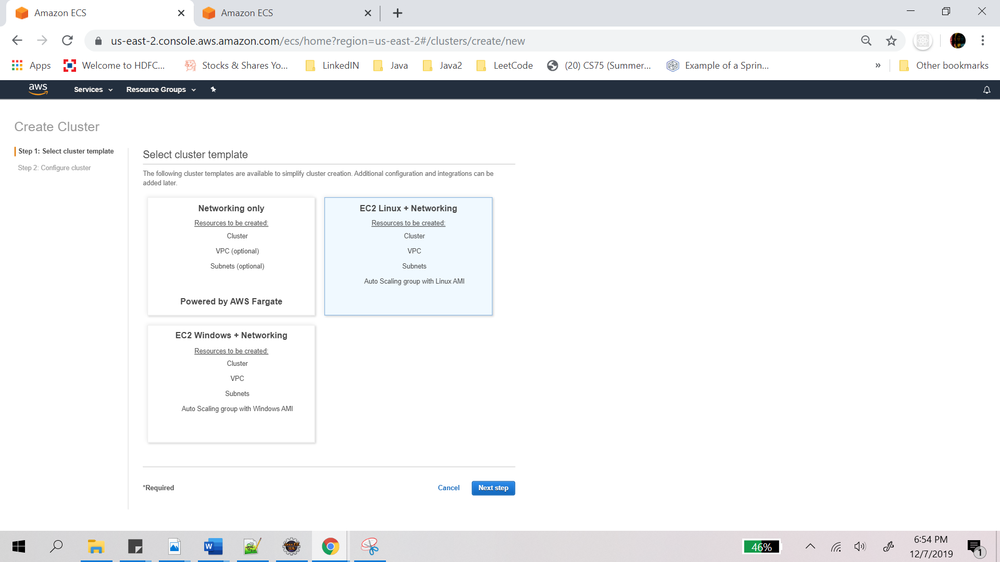 Amazon ECS
Amazon ECS
us-east-2.console.aws.amazon.com/ecs/home?region=us-east-2#/clusters/create/new
Apps
Welcome to HDFC...
Stocks & Shares Yo...
LinkedIN
Java
Java2
LeetCode
(20) CS75 (Summer...
Example of a Sprin...
»
Other bookmarks
aws
Services
Resource Groups
Create Cluster
Step 1: Select cluster template
Step 2: Configure cluster
Select cluster template
The following cluster templates are available to simplify cluster creation. Additional configuration and integrations can be
added later.
Networking only
Resources to be created:
Cluster
VPC (optional)
Subnets (optional)
Powered by AWS Fargate
EC2 Linux + Networking
Resources to be created:
Cluster
VPC
Subnets
Auto Scaling group with Linux AMI
EC2 Windows + Networking
Resources to be created:
Cluster
VPC
Subnets
Auto Scaling group with Windows AMI
*Required
Cancel
Next step
W
Java EE
IDE
46%
6:54 PM
12/7/2019
1